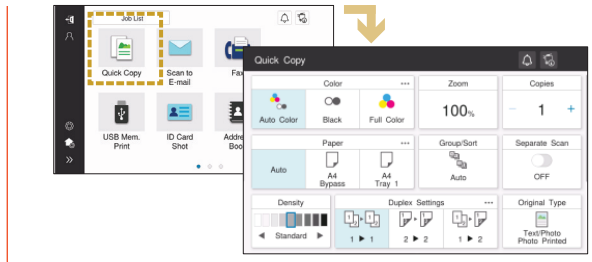 Job List
Quick Copy
Scan to
E-mail
Fax
USB Mem.
Print
ID Card
Shot
Addre
Boo
Quick Copy
Color
Zoom
Copies
Auto Color
Black
Full Color
100%
−
1
+
Paper
Group/Sort
Separate Scan
Auto
A4
Bypass
A4
Tray 1
Auto
OFF
Density
Duplex Settings
Original Type
Standard
1 ▶ 1
2 ▶ 2
1 ▶ 2
Text/Photo
Photo Printed